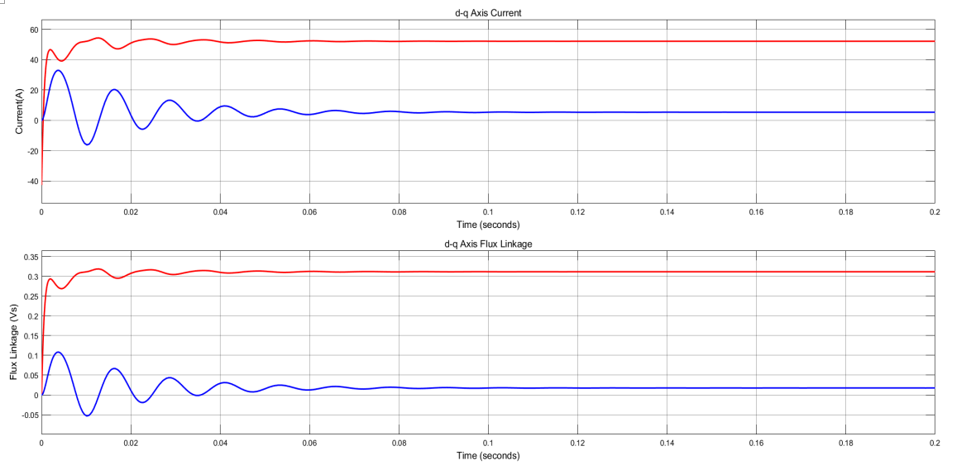 d-q Axis Current
60
40
20
0
-20
-40
Current(A)
0 0.02 0.04 0.06 0.08 0.1 0.12 0.14 0.16 0.18 0.2
Time (seconds)
d-q Axis Flux Linkage
0.35
0.3
0.25
0.2
0.15
0.1
0.05
0
-0.05
Flux Linkage (Vs)
0 0.02 0.04 0.06 0.08 0.1 0.12 0.14 0.16 0.18 0.2
Time (seconds)